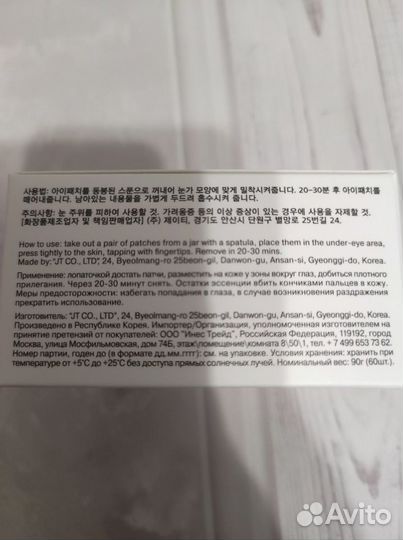 사용법: 아이패치를 동봉된 스푼으로 꺼내어 눈가 모양에 맞게 밀착시켜줍니다. 20-30분 후 아이패치를
떼어내줍니다. 남아있는 내용물을 가볍게 두드려 흡수시켜 줍니다.
주의사항: 눈 주위를 피하여 사용할 것. 가려움증 등의 이상 증상이 있는 경우에 사용을 자제할 것.
[화장품제조업자 및 책임판매업자] (주) 제이티, 경기도 안산시 단원구 별망로 25번길 24.
How to use: take out a pair of patches from a jar with a spatula, place them in the under-eye area,
press tightly to the skin, tapping with fingertips. Remove in 20-30 mins.
Made by:"JT CO., LTD", 24, Byeolmang-ro 25beon-gil, Danwon-gu, Ansan-si, Gyeonggi-do, Korea.
Применение: лопаточкой достать патчи, разместить на коже у зоны вокруг глаз, добиться плотного
прилегания. Через 20-30 минут снять. Остатки эссенции вбить кончиками пальцев в кожу.
Меры предосторожности: избегать попадания в глаза, в случае возникновения раздражения
прекратить использование.
Изготовитель: "JT CO., LTD", 24, Byeolmang-ro 25beon-gil, Danwon-gu, Ansan-si, Gyeonggi-do, Korea.
Произведено в Республике Корея. Импортер/Организация, уполномоченная изготовителем на
принятие претензий от покупателей: ООО "Инес Трейд", Российская Федерация, 119192, город
Москва, улица Мосфильмовская, дом 74Б, этаж\помещение\комната 8\50\1, тел. + 7 499 653 73 62.
Номер партии, годен до (в формате дд.мм.гггг): см. на упаковке. Условия хранения: хранить при
температуре от +5°С до +25°С без доступа прямых солнечных лучей. Номинальный вес: 90г (60шт.).
Avito